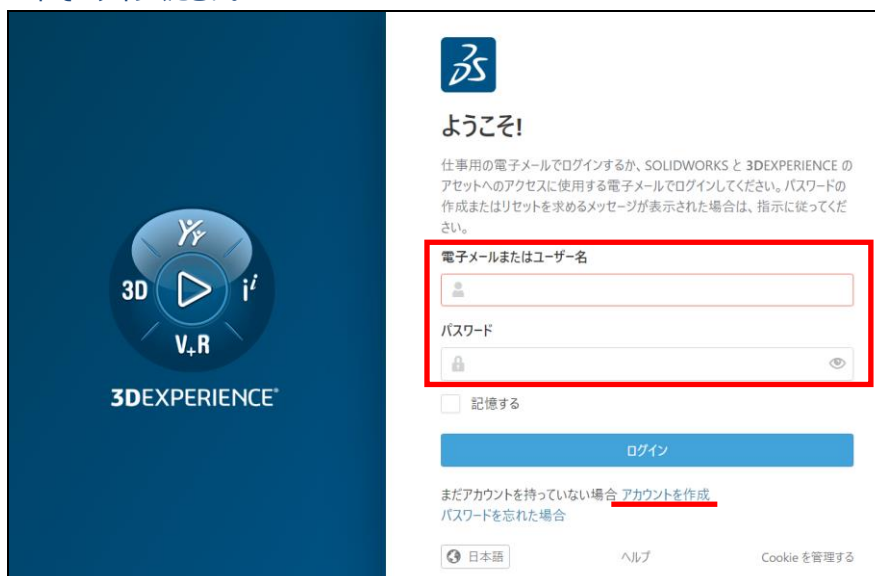 ようこそ!
仕事用の電子メールでログインするか、SOLIDWORKS と 3DEXPERIENCE の
アセットへのアクセスに使用する電子メールでログインしてください。パスワードの
作成またはリセットを求めるメッセージが表示された場合は、指示に従ってくだ
さい。
電子メールまたはユーザー名
パスワード
記憶する
ログイン
まだアカウントを持っていない場合 アカウントを作成
パスワードを忘れた場合
日本語 ヘルプ Cookie を管理する
3D
i
V+R
3DEXPERIENCE®
3DS